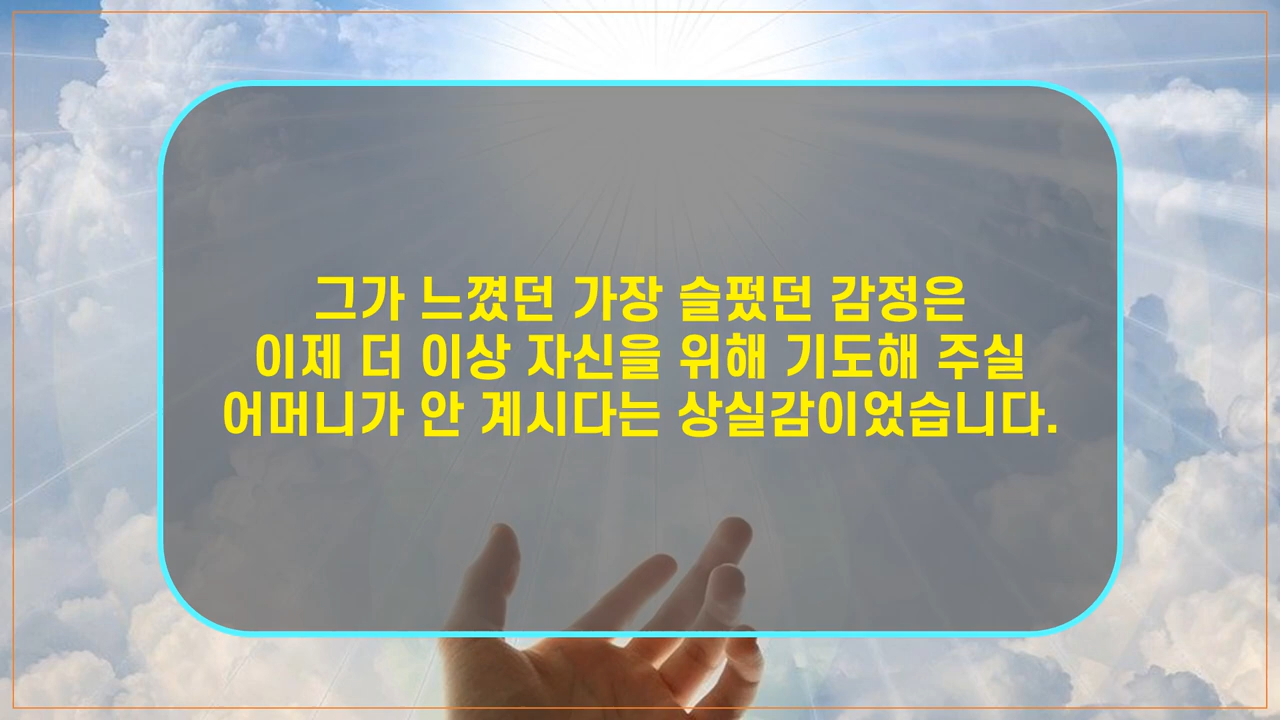 그가 느꼈던 가장 슬펐던 감정은
이제 더 이상 자신을 위해 기도해 주실
어머니가 안 계시다는 상실감이었습니다.